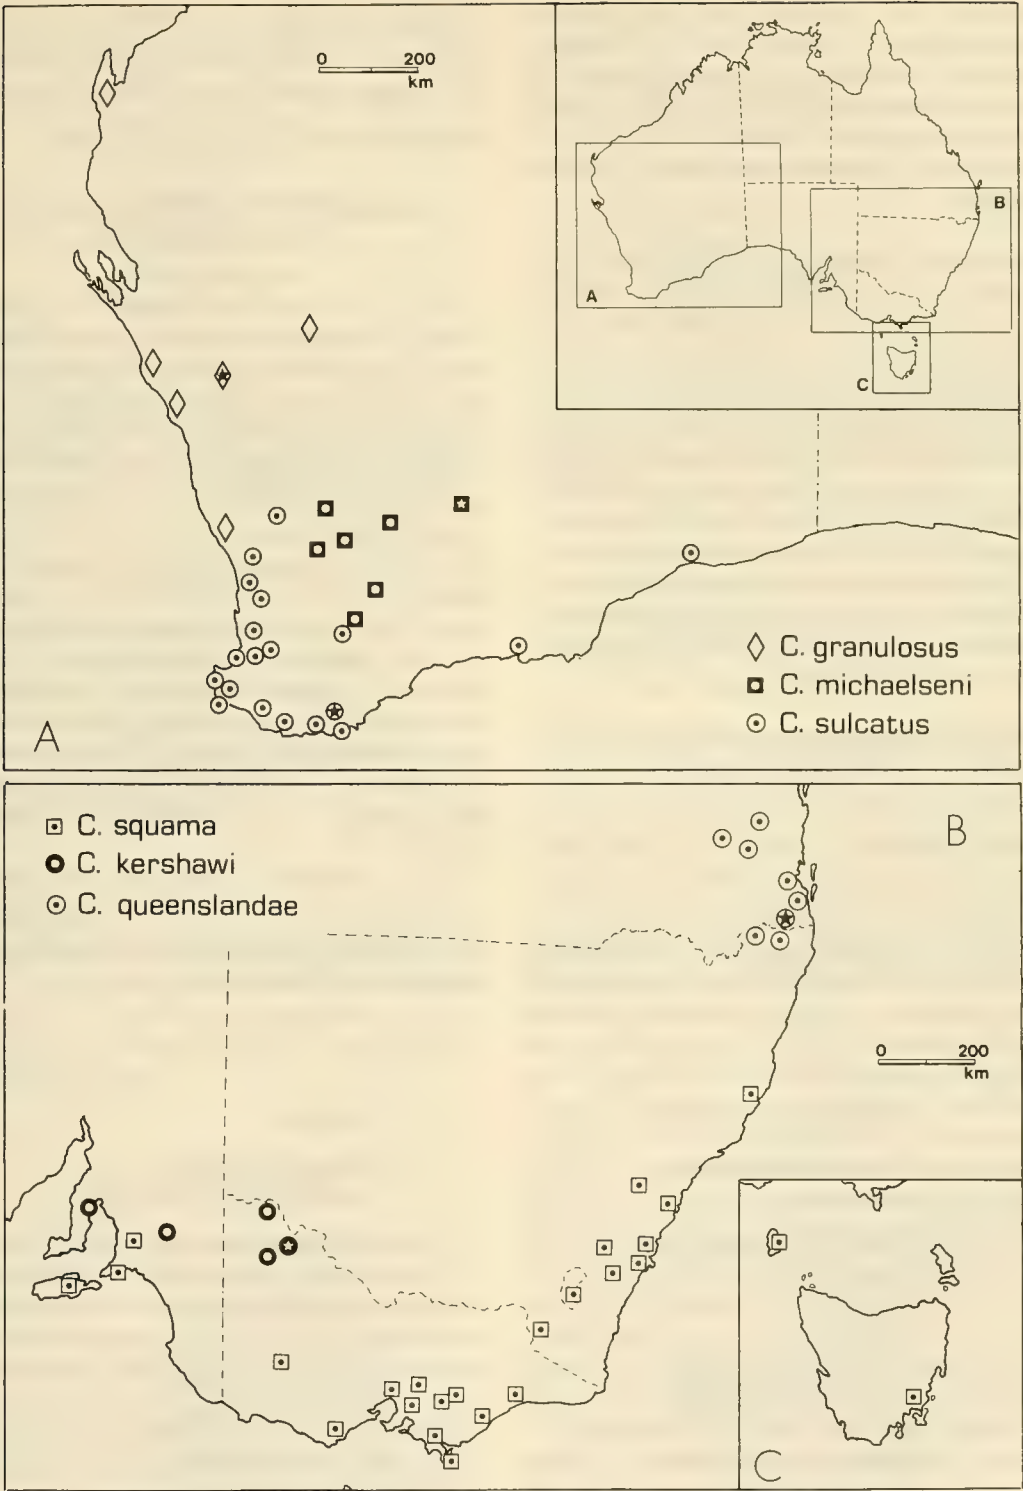 0 200
km
A
B
C
C. granulosus
C. michaelseni
C. sulcatus
A
C. squama
C. kershawi
C. queenslandae
B
0 200
km
C